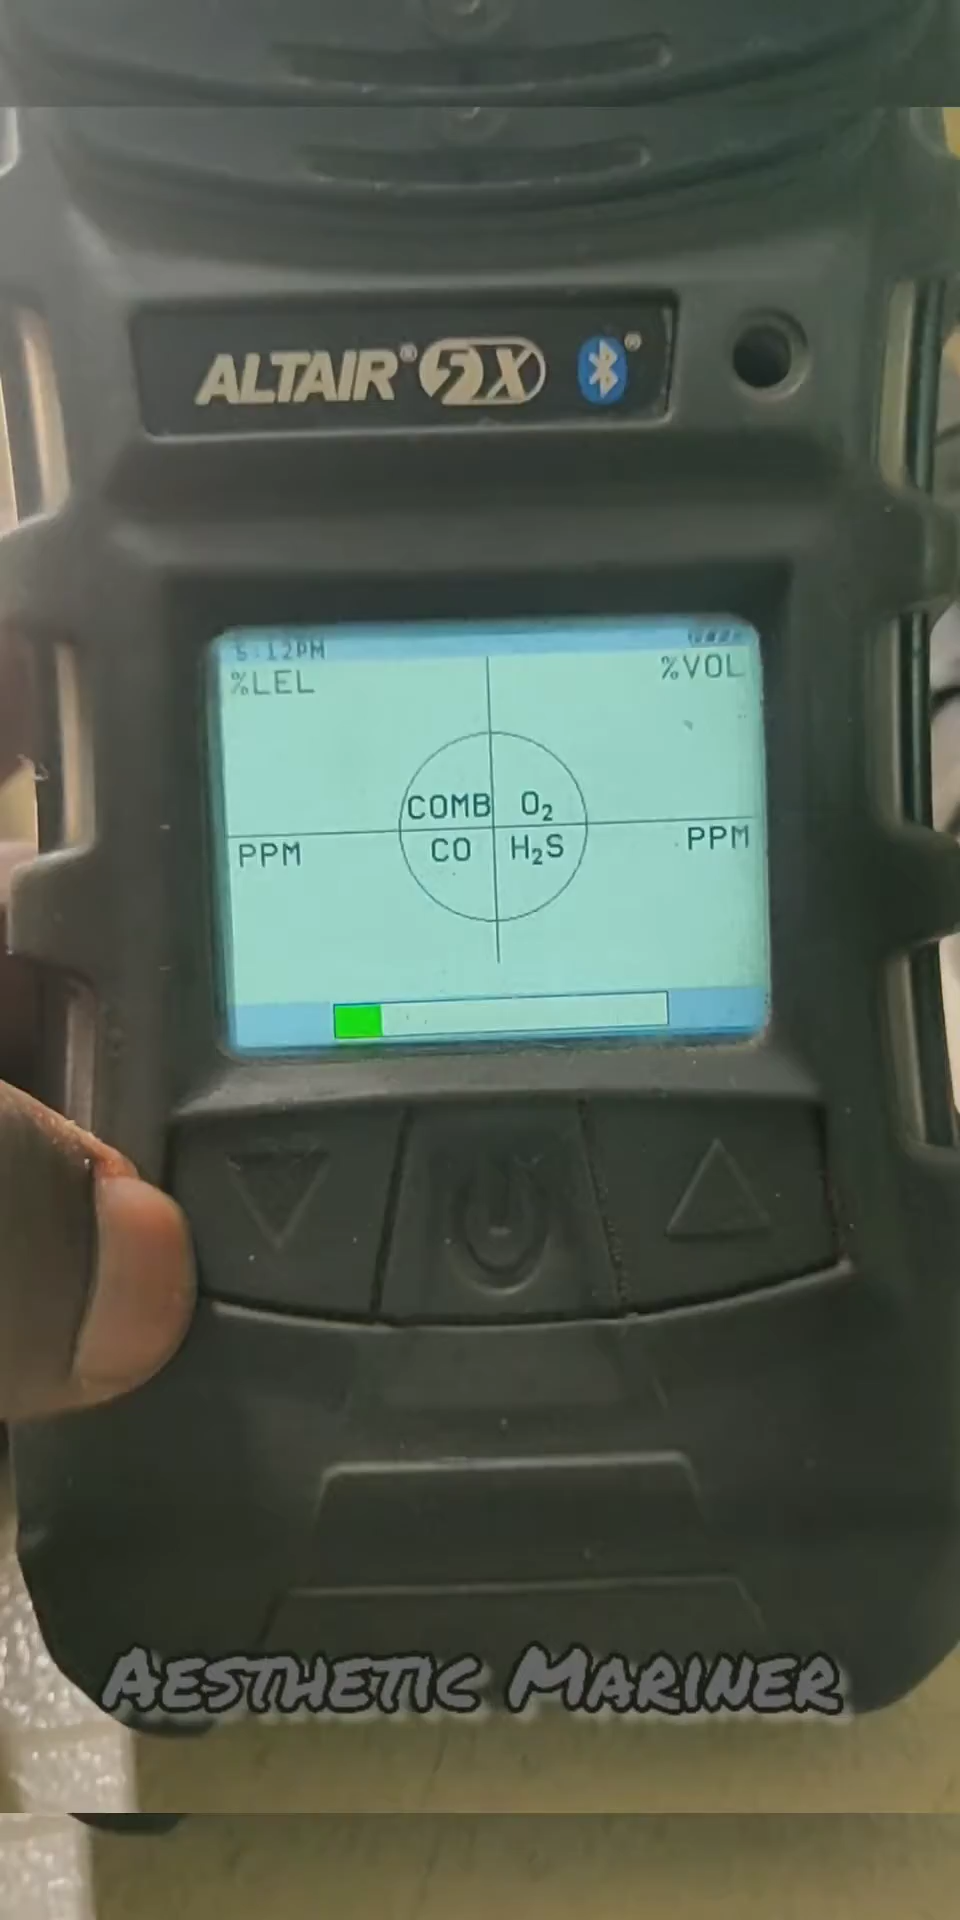 ALTAIR® 5X ®
5:12PM
%LEL %VOL
COMB O₂
PPM CO H₂S PPM
AESTHETIC MARINER